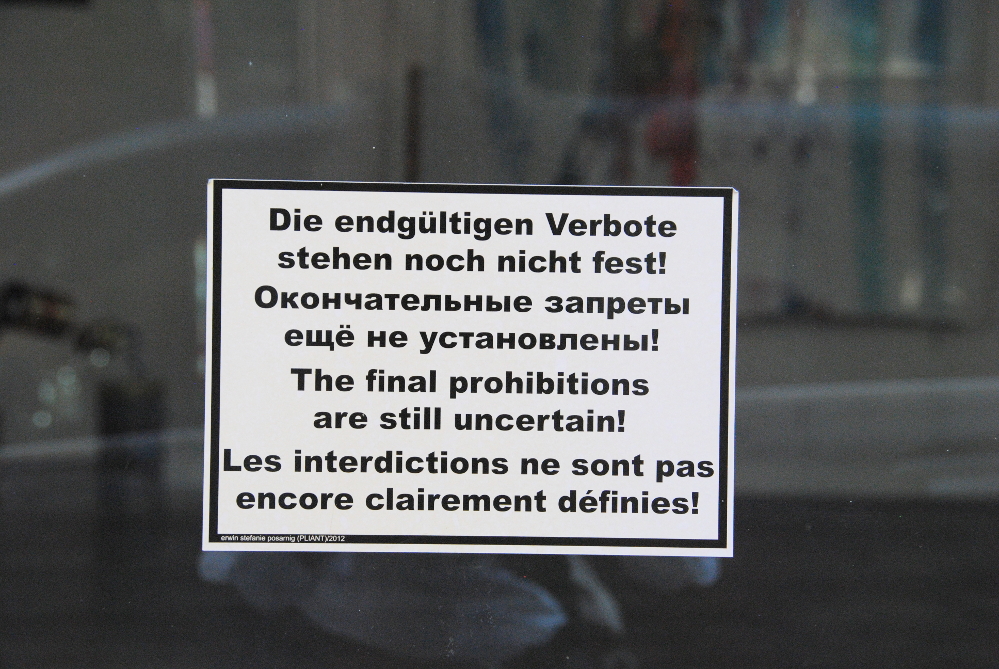 Die endgültigen Verbote
stehen noch nicht fest!
Окончательные запреты
ещё не установлены!
The final prohibitions
are still uncertain!
Les interdictions ne sont pas
encore clairement définies!
erwin stefanie posarnig (PLIANT)/2012